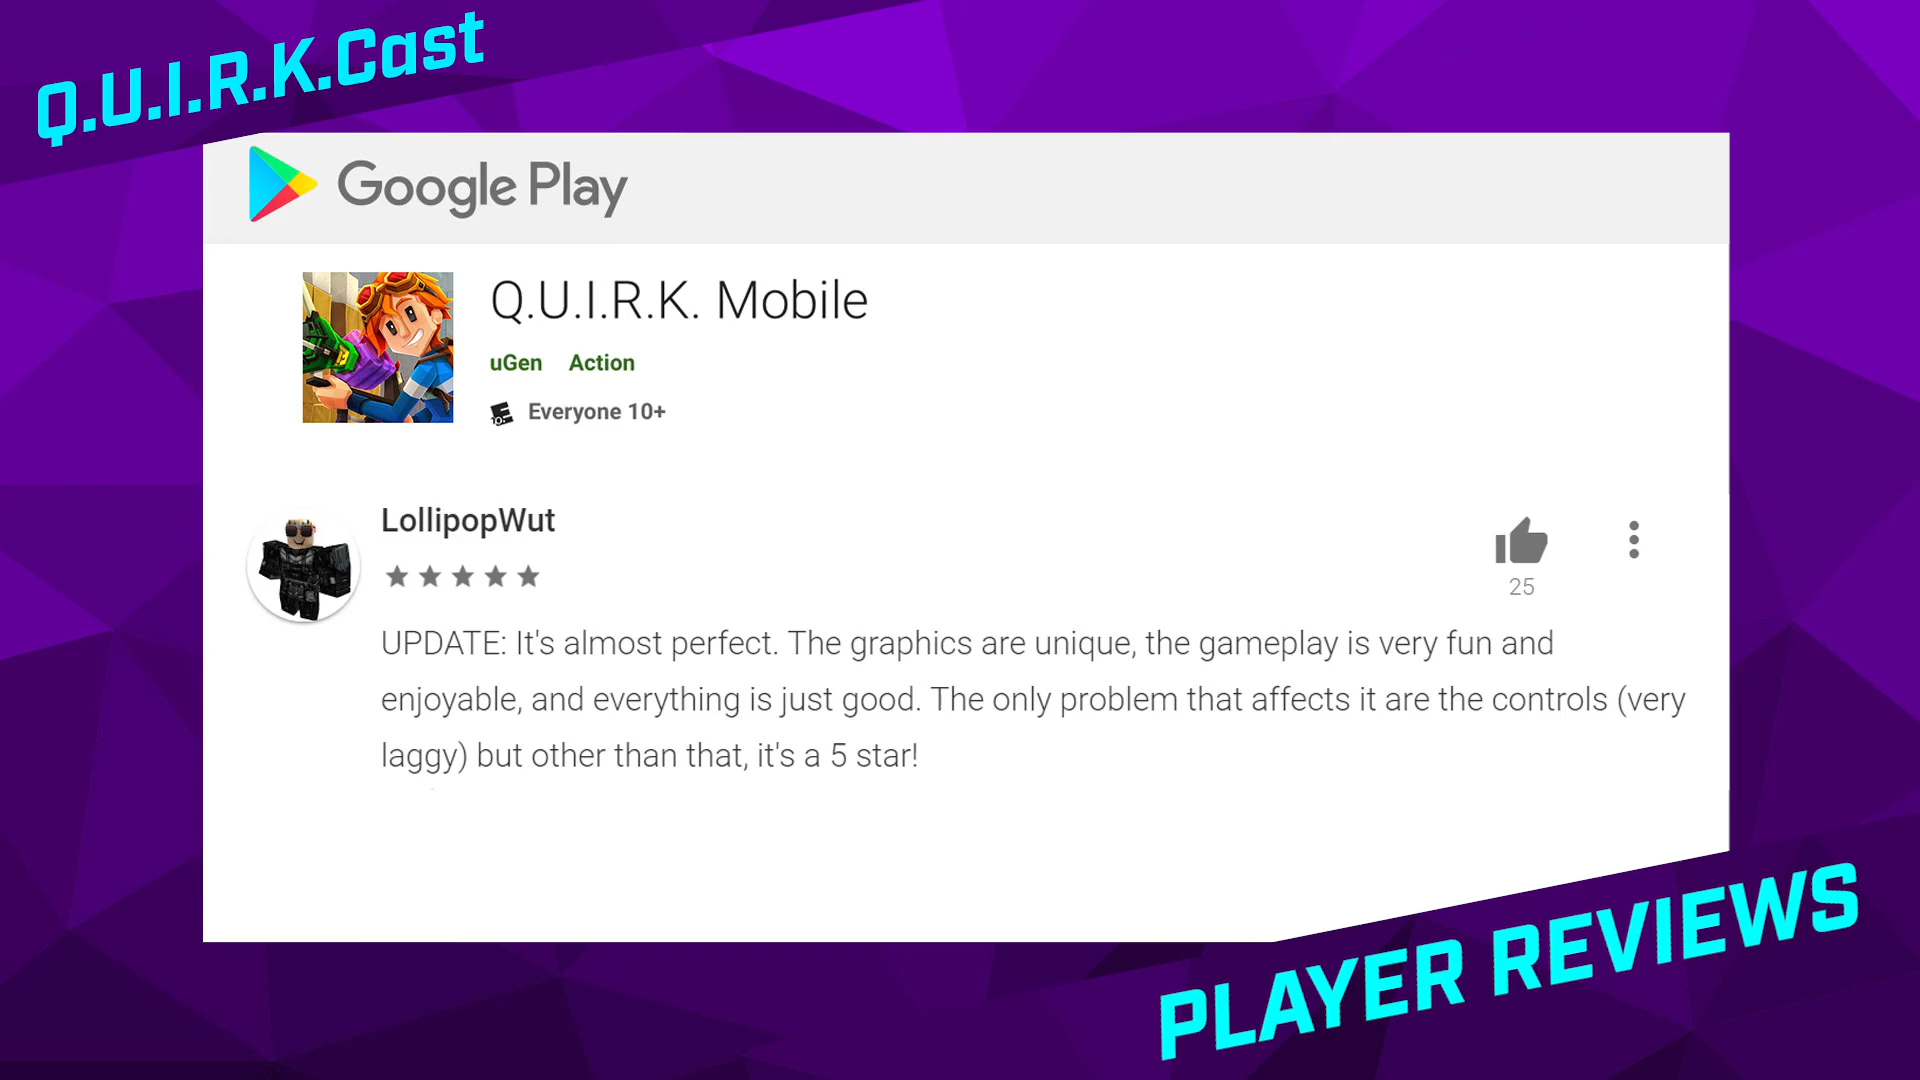 Q.U.I.R.K.Cast
Google Play
Q.U.I.R.K. Mobile
uGen Action
Everyone 10+
LollipopWut
25
UPDATE: It's almost perfect. The graphics are unique, the gameplay is very fun and
enjoyable, and everything is just good. The only problem that affects it are the controls (very
laggy) but other than that, it's a 5 star!
PLAYER REVIEWS